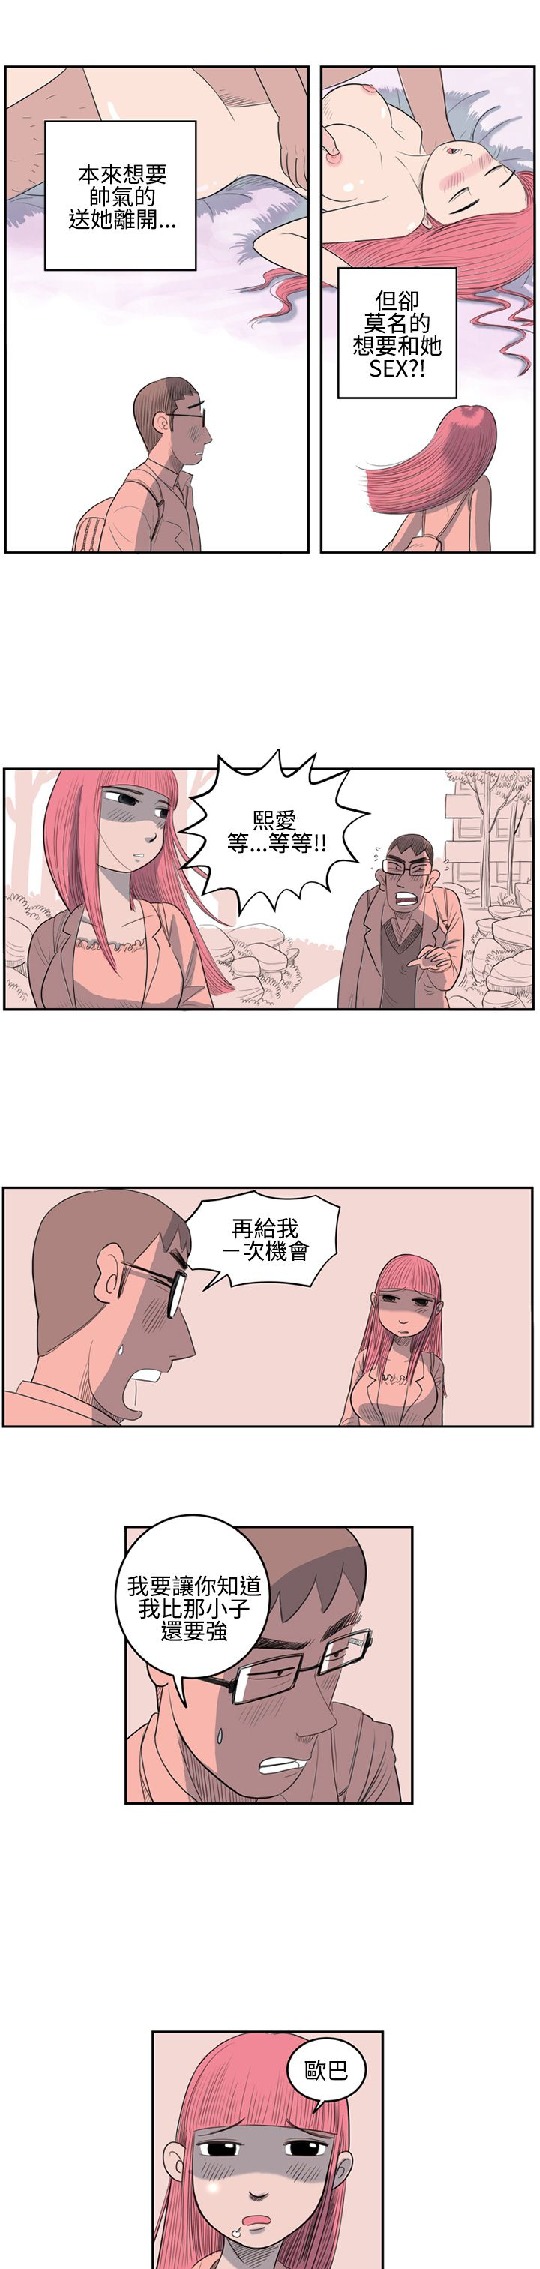 本來想要
帥氣的
送她離開...
但卻
莫名的
想要和她
SEX?!
熙愛
等...等等!!
再給我
一次機會
我要讓你知道
我比那小子
還要強
歐巴